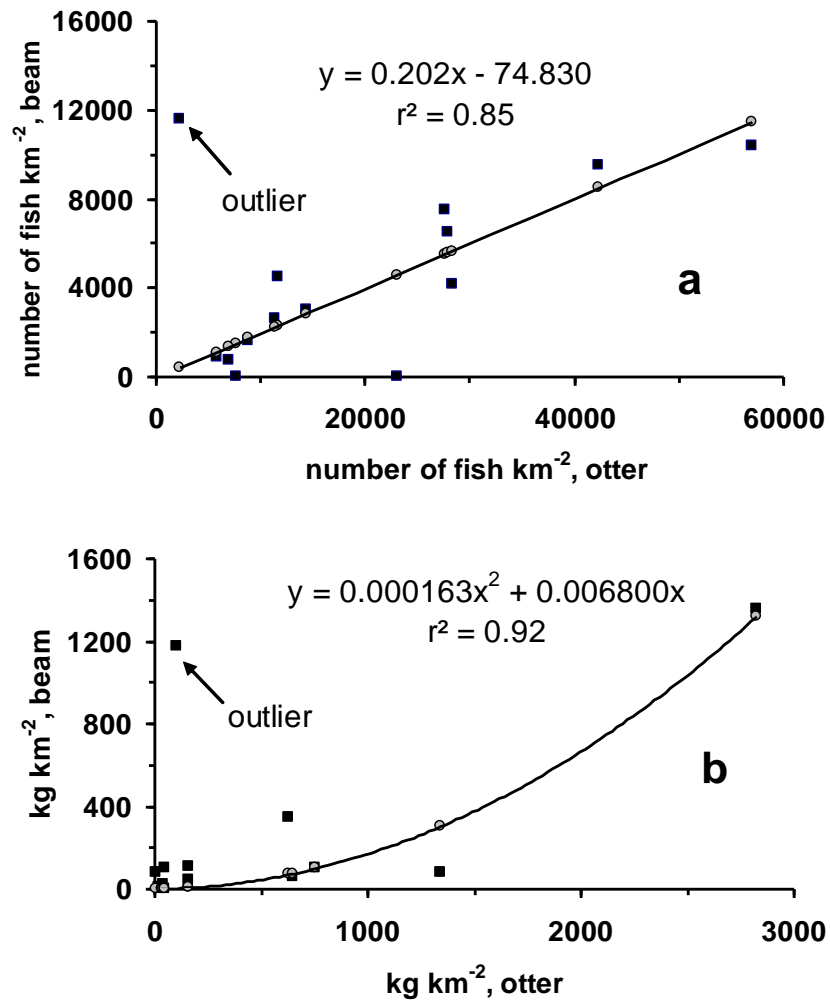 16000
y = 0.202x - 74.830
r² = 0.85
12000
number of fish km⁻², beam
outlier
8000
a
4000
0
0 20000 40000 60000
number of fish km⁻², otter
1600
y = 0.000163x² + 0.006800x
r² = 0.92
1200
kg km⁻², beam
outlier
800
b
400
0
0 1000 2000 3000
kg km⁻², otter